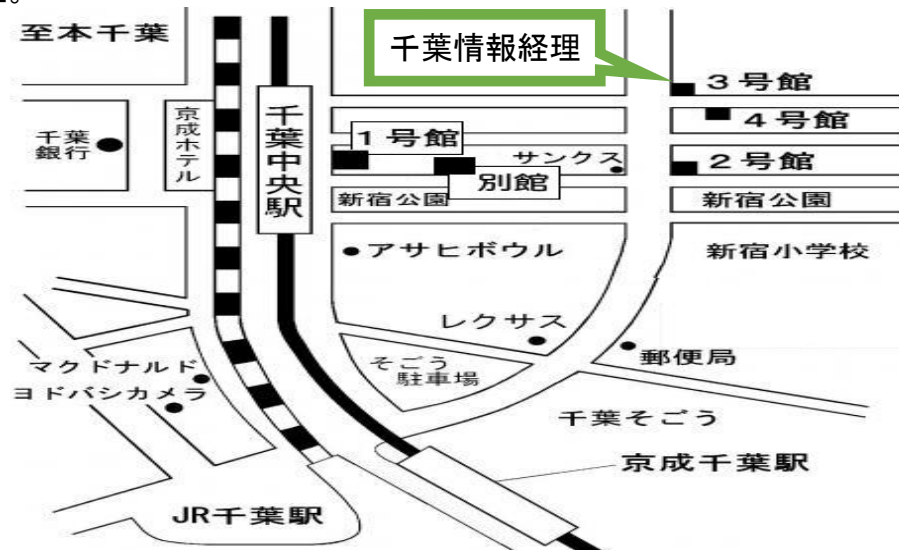 至本千葉
千葉情報経理
3号館
京成ホテル
千葉中央駅
4号館
千葉
銀行
1号館
サンクス
2号館
別館
新宿公園
新宿公園
アサヒボウル
新宿小学校
レクサス
郵便局
マクドナルド
そごう
駐車場
ヨドバシカメラ
千葉そごう
京成千葉駅
JR千葉駅